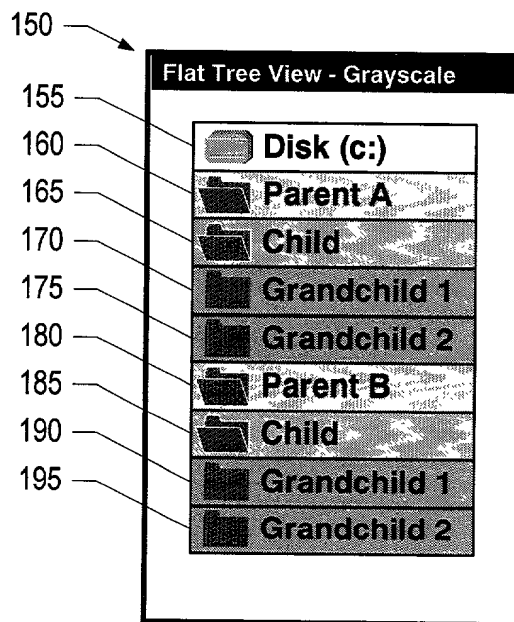 150
Flat Tree View - Grayscale
155 Disk (c:)
160 Parent A
165 Child
170 Grandchild 1
175 Grandchild 2
180 Parent B
185 Child
190 Grandchild 1
195 Grandchild 2